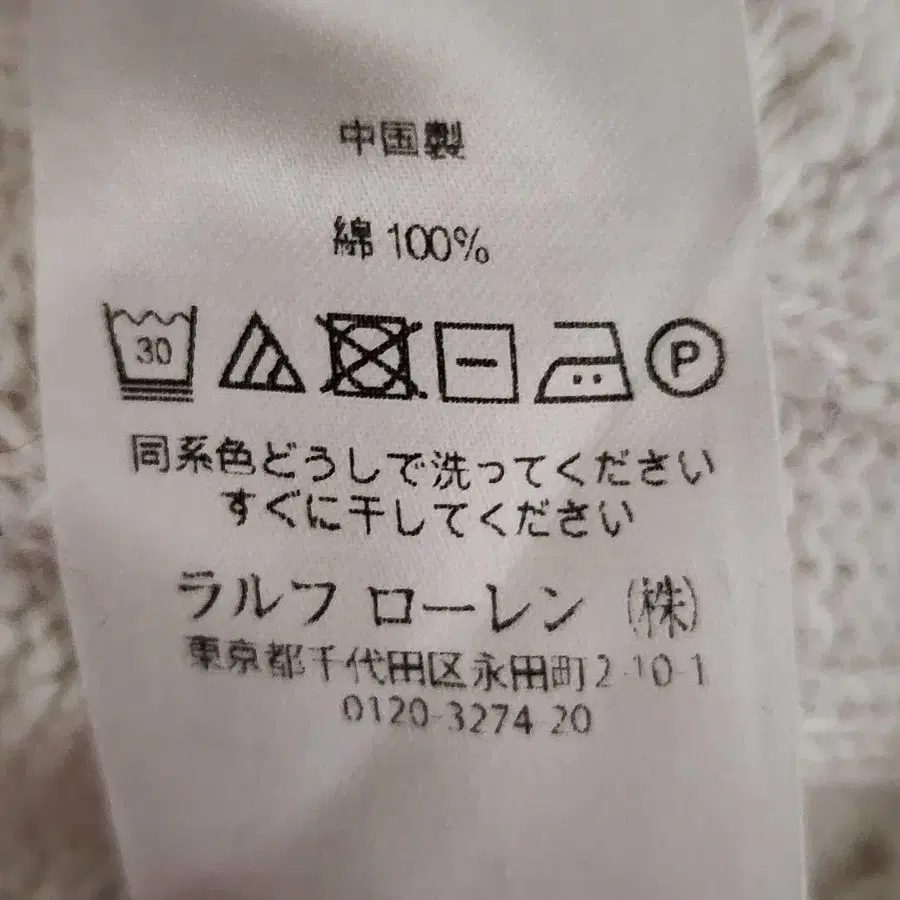 中国製
綿 100%
30
P
同系色どうしで洗ってください
すぐに干してください
ラルフ ローレン (株)
東京都千代田区永田町2-10-1
0120-3274-20